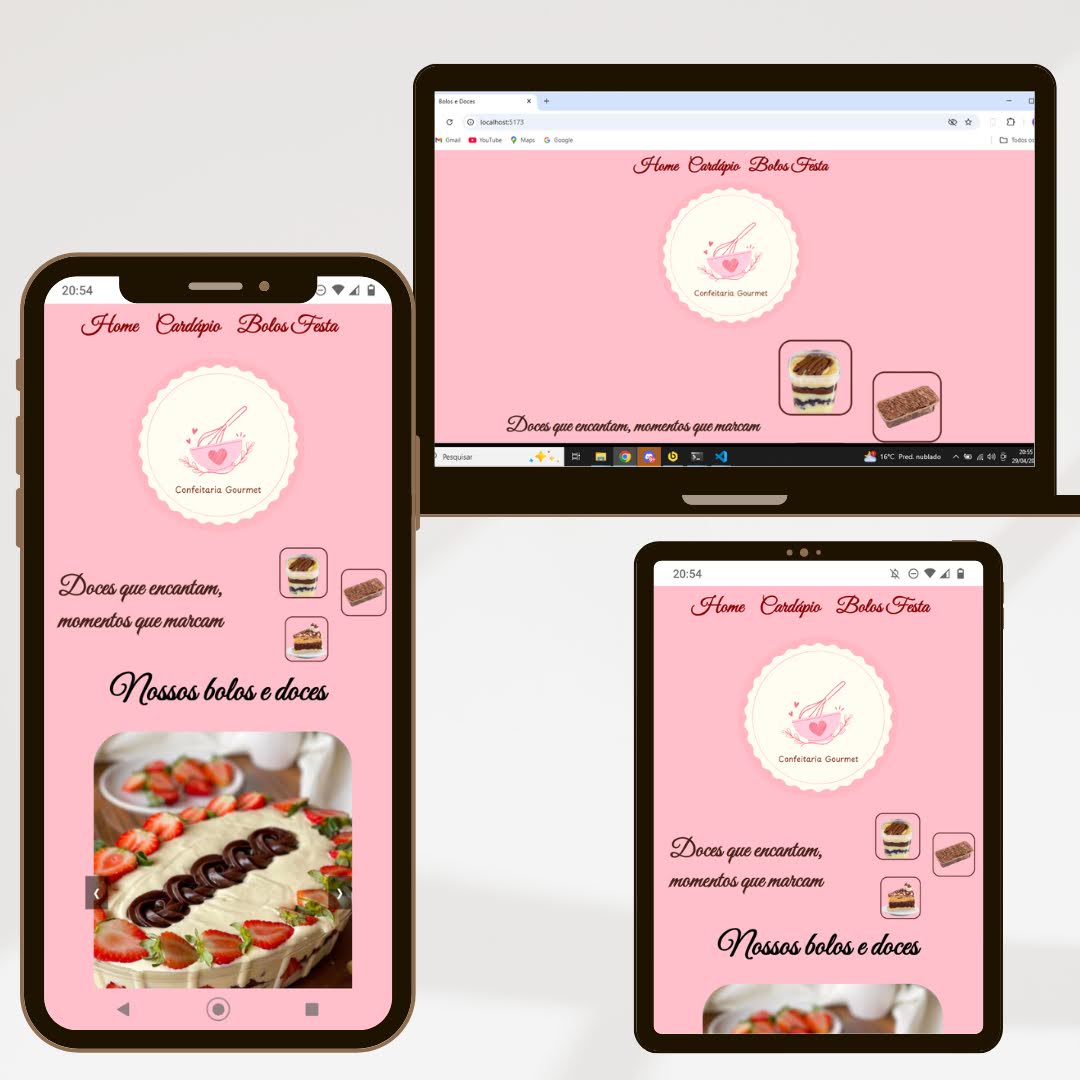 Bolos e Doces
localhost:5173
Gmail YouTube Maps Google
Todos os
Home Cardápio Bolos Festa
Confeitaria Gourmet
Doces que encantam, momentos que marcam
Pesquisar
16°C Pred. nublado
20:55
29/04/20
20:54
Home Cardápio Bolos Festa
Confeitaria Gourmet
Doces que encantam,
momentos que marcam
Nossos bolos e doces
20:54
Home Cardápio Bolos Festa
Confeitaria Gourmet
Doces que encantam,
momentos que marcam
Nossos bolos e doces